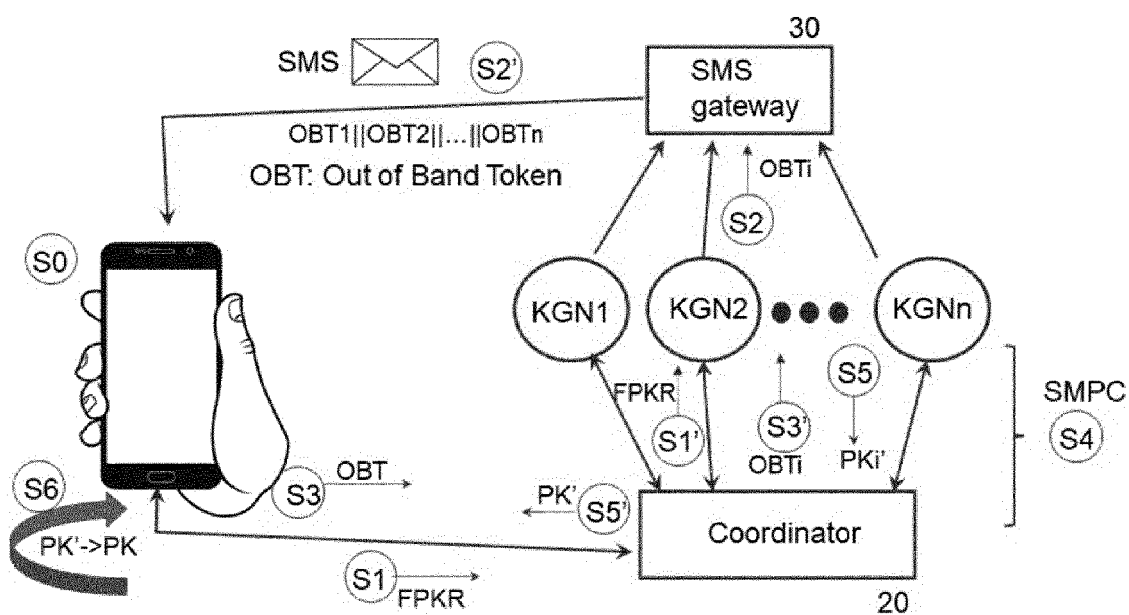 30
SMS
S2'
SMS
gateway
OBT1||OBT2||...||OBTn
OBT: Out of Band Token
OBTi
S2
S0
KGN1
KGN2
KGNn
FPKR
S1'
S3'
OBTi
S5
PKi'
SMPC
S4
S6
S3
OBT
PK'
S5'
PK'->PK
Coordinator
S1
FPKR
20